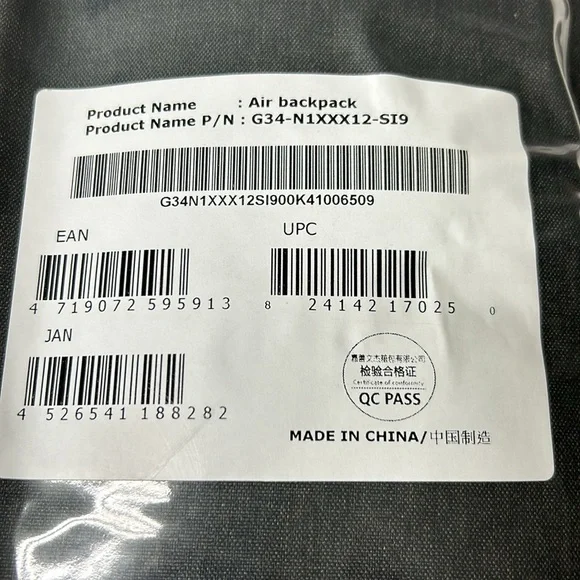 Product Name : Air backpack
Product Name P/N : G34-N1XXX12-SI9
G34N1XXX12SI900K41006509
EAN
UPC
4 719072 595913
8 24142 17025 0
JAN
4 526541 188282
检验合格证
Certificate of conformity
QC PASS
MADE IN CHINA/中国制造